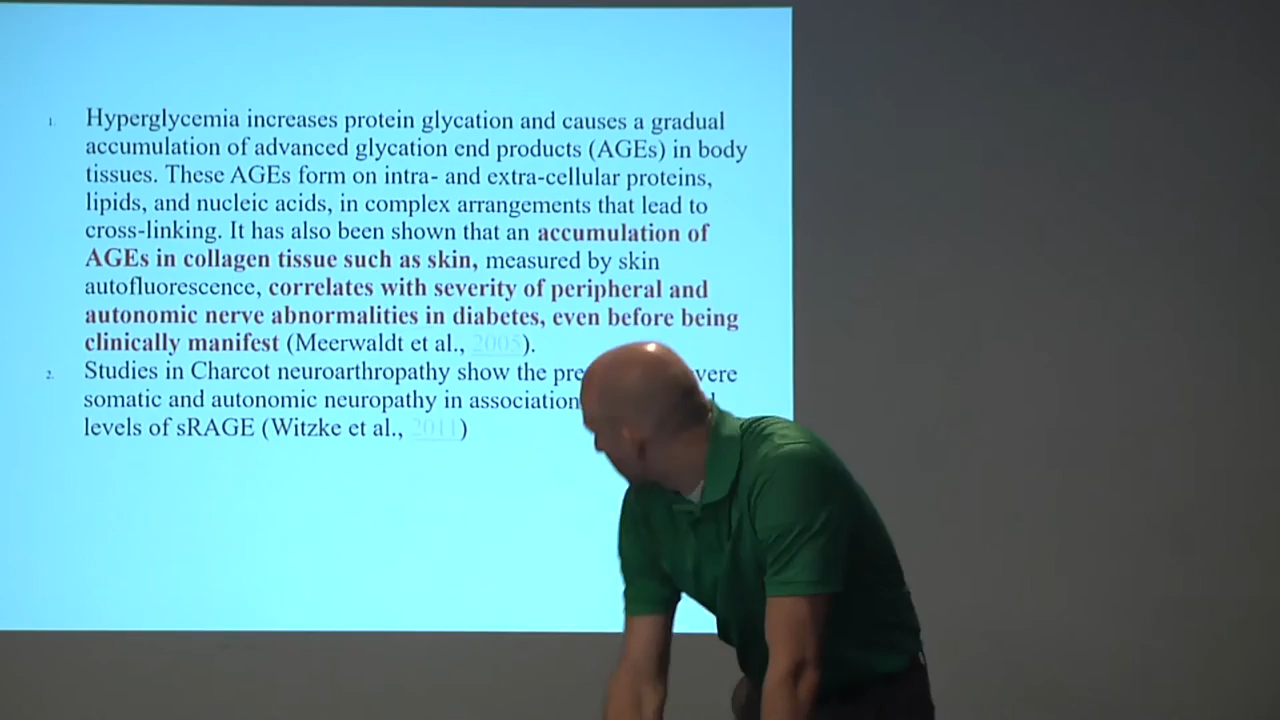 1. Hyperglycemia increases protein glycation and causes a gradual
accumulation of advanced glycation end products (AGEs) in body
tissues. These AGEs form on intra- and extra-cellular proteins,
lipids, and nucleic acids, in complex arrangements that lead to
cross-linking. It has also been shown that an accumulation of
AGEs in collagen tissue such as skin, measured by skin
autofluorescence, correlates with severity of peripheral and
autonomic nerve abnormalities in diabetes, even before being
clinically manifest (Meerwaldt et al., 2005).
2. Studies in Charcot neuroarthropathy show the
somatic and autonomic neuropathy in association
levels of sRAGE (Witzke et al., 2011)